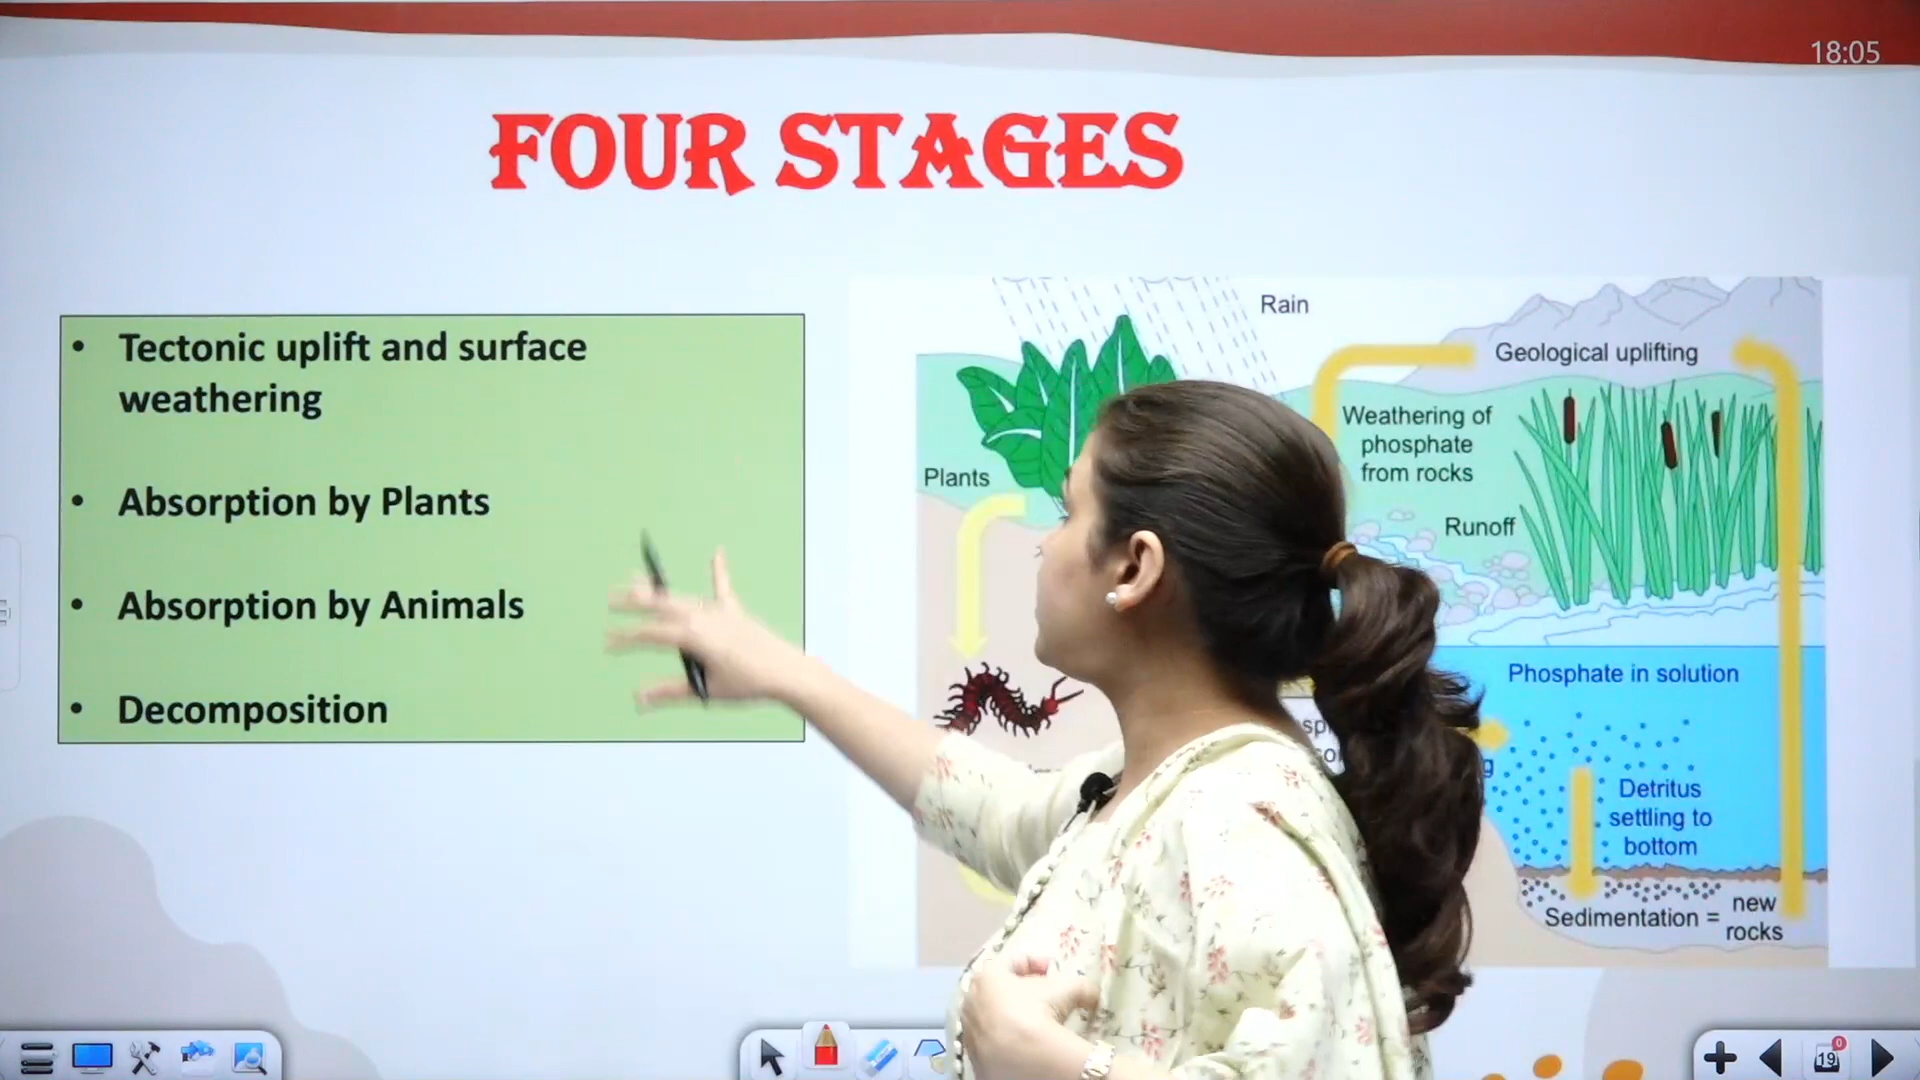 18:05
FOUR STAGES
• Tectonic uplift and surface
weathering
• Absorption by Plants
• Absorption by Animals
• Decomposition
Rain
Geological uplifting
Weathering of
phosphate
from rocks
Plants
Runoff
Phosphate in solution
Detritus
settling to
bottom
Sedimentation = new
rocks
19
0